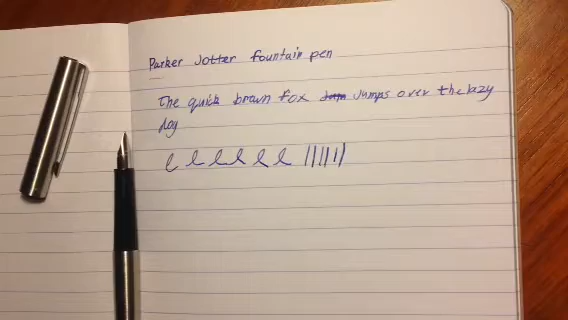 Parker Jotter fountain pen
The quick brown fox Jumps over the lazy
dog
l l l l l l ||||||